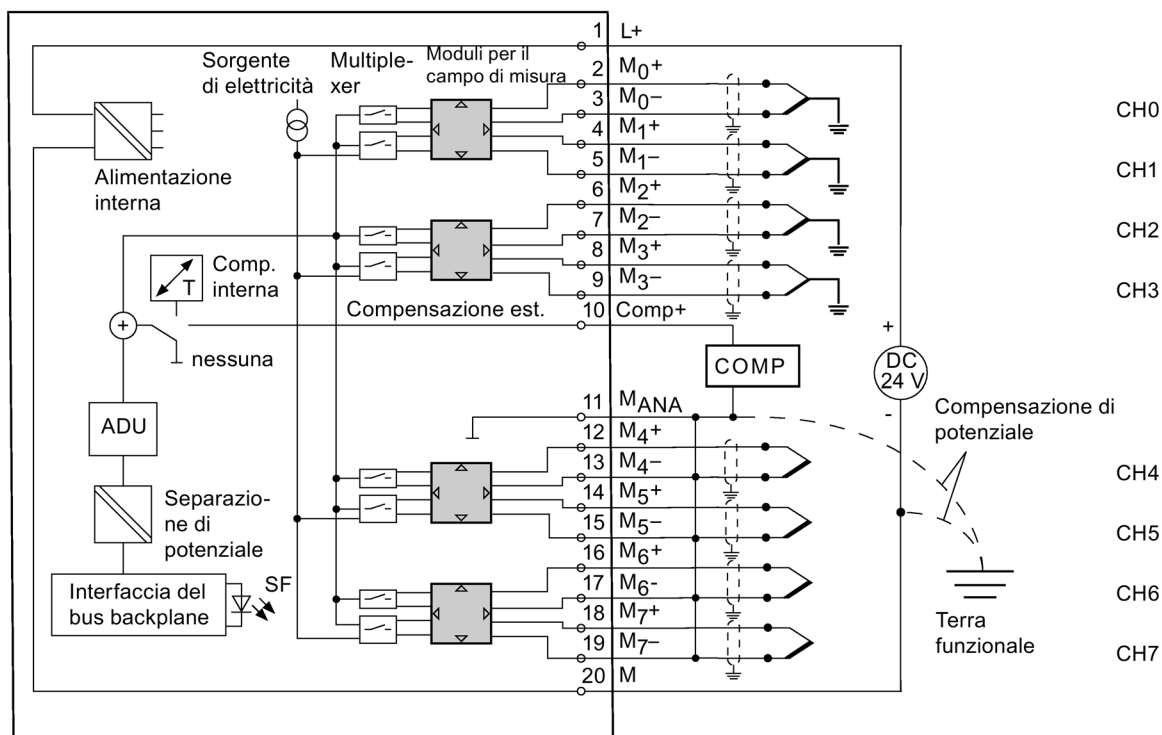 1 L+
Sorgente
di elettricità
Multiple-
xer
Moduli per il
campo di misura
2 M0+
3 M0−
CH0
4 M1+
5 M1−
CH1
Alimentazione
interna
6 M2+
7 M2−
CH2
8 M3+
9 M3−
CH3
T
Comp.
interna
10 Comp+
Compensazione est.
+
nessuna
COMP
+
DC
24 V
-
11 MANA
Compensazione di
potenziale
ADU
12 M4+
13 M4−
CH4
14 M5+
15 M5−
CH5
Separazio-
ne di
potenziale
16 M6+
17 M6-
CH6
Interfaccia del
bus backplane
SF
18 M7+
19 M7−
CH7
Terra
funzionale
20 M